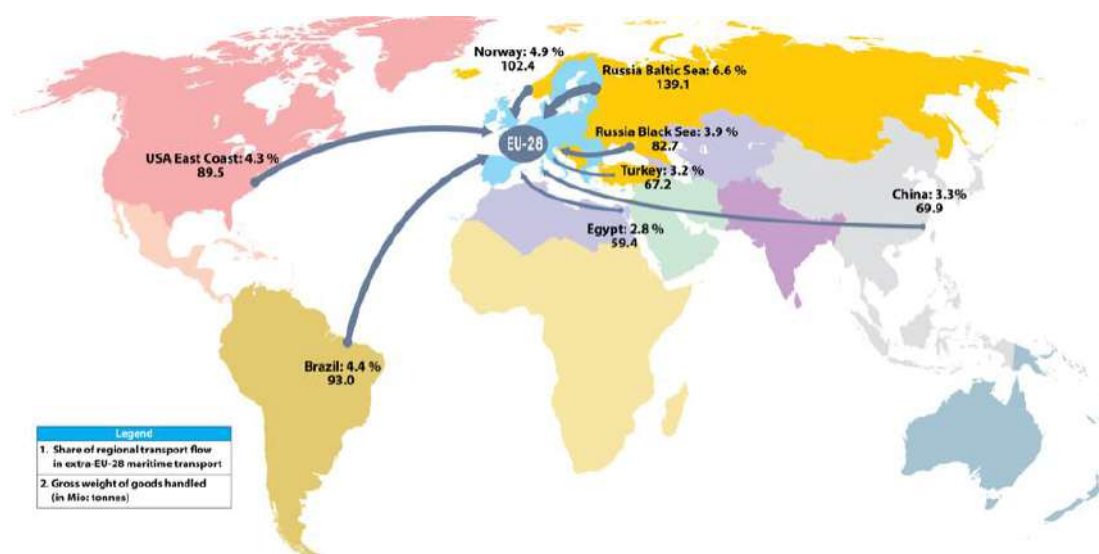 Norway: 4.9 %
102.4
Russia Baltic Sea: 6.6 %
139.1
EU-28
Russia Black Sea: 3.9 %
82.7
USA East Coast: 4.3 %
89.5
Turkey: 3.2 %
67.2
China: 3.3%
69.9
Egypt: 2.8 %
59.4
Brazil: 4.4 %
93.0
Legend
1. Share of regional transport flow
in extra-EU-28 maritime transport
2. Gross weight of goods handled
(in Mio: tonnes)